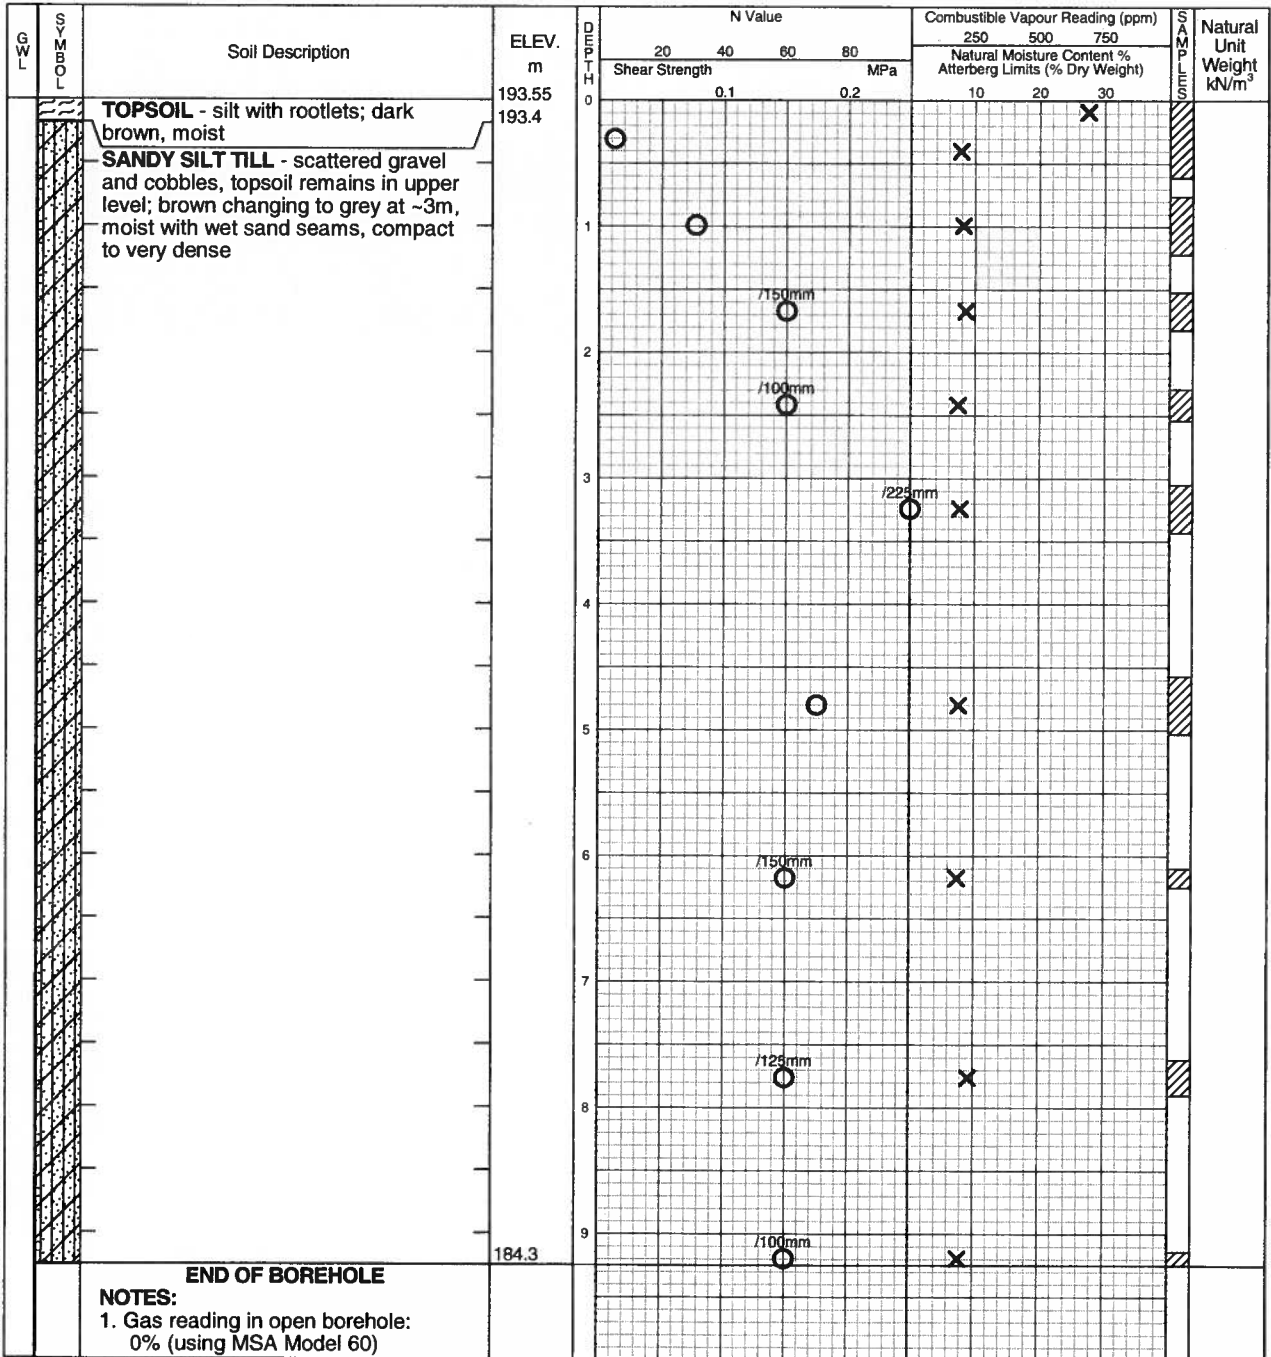 GWL
SYMBOL
Soil Description
ELEV.
m
DEPTH
N Value
20 40 60 80
Shear Strength MPa
0.1 0.2
Combustible Vapour Reading (ppm)
250 500 750
Natural Moisture Content %
Atterberg Limits (% Dry Weight)
10 20 30
SAMPLES
Natural
Unit
Weight
kN/m³
193.55
0
TOPSOIL - silt with rootlets; dark
brown, moist
193.4
SANDY SILT TILL - scattered gravel
and cobbles, topsoil remains in upper
level; brown changing to grey at ~3m,
moist with wet sand seams, compact
to very dense
1
/150mm
2
/100mm
3
/225mm
4
5
6
/150mm
7
/125mm
8
9
/100mm
184.3
END OF BOREHOLE
NOTES:
1. Gas reading in open borehole:
0% (using MSA Model 60)